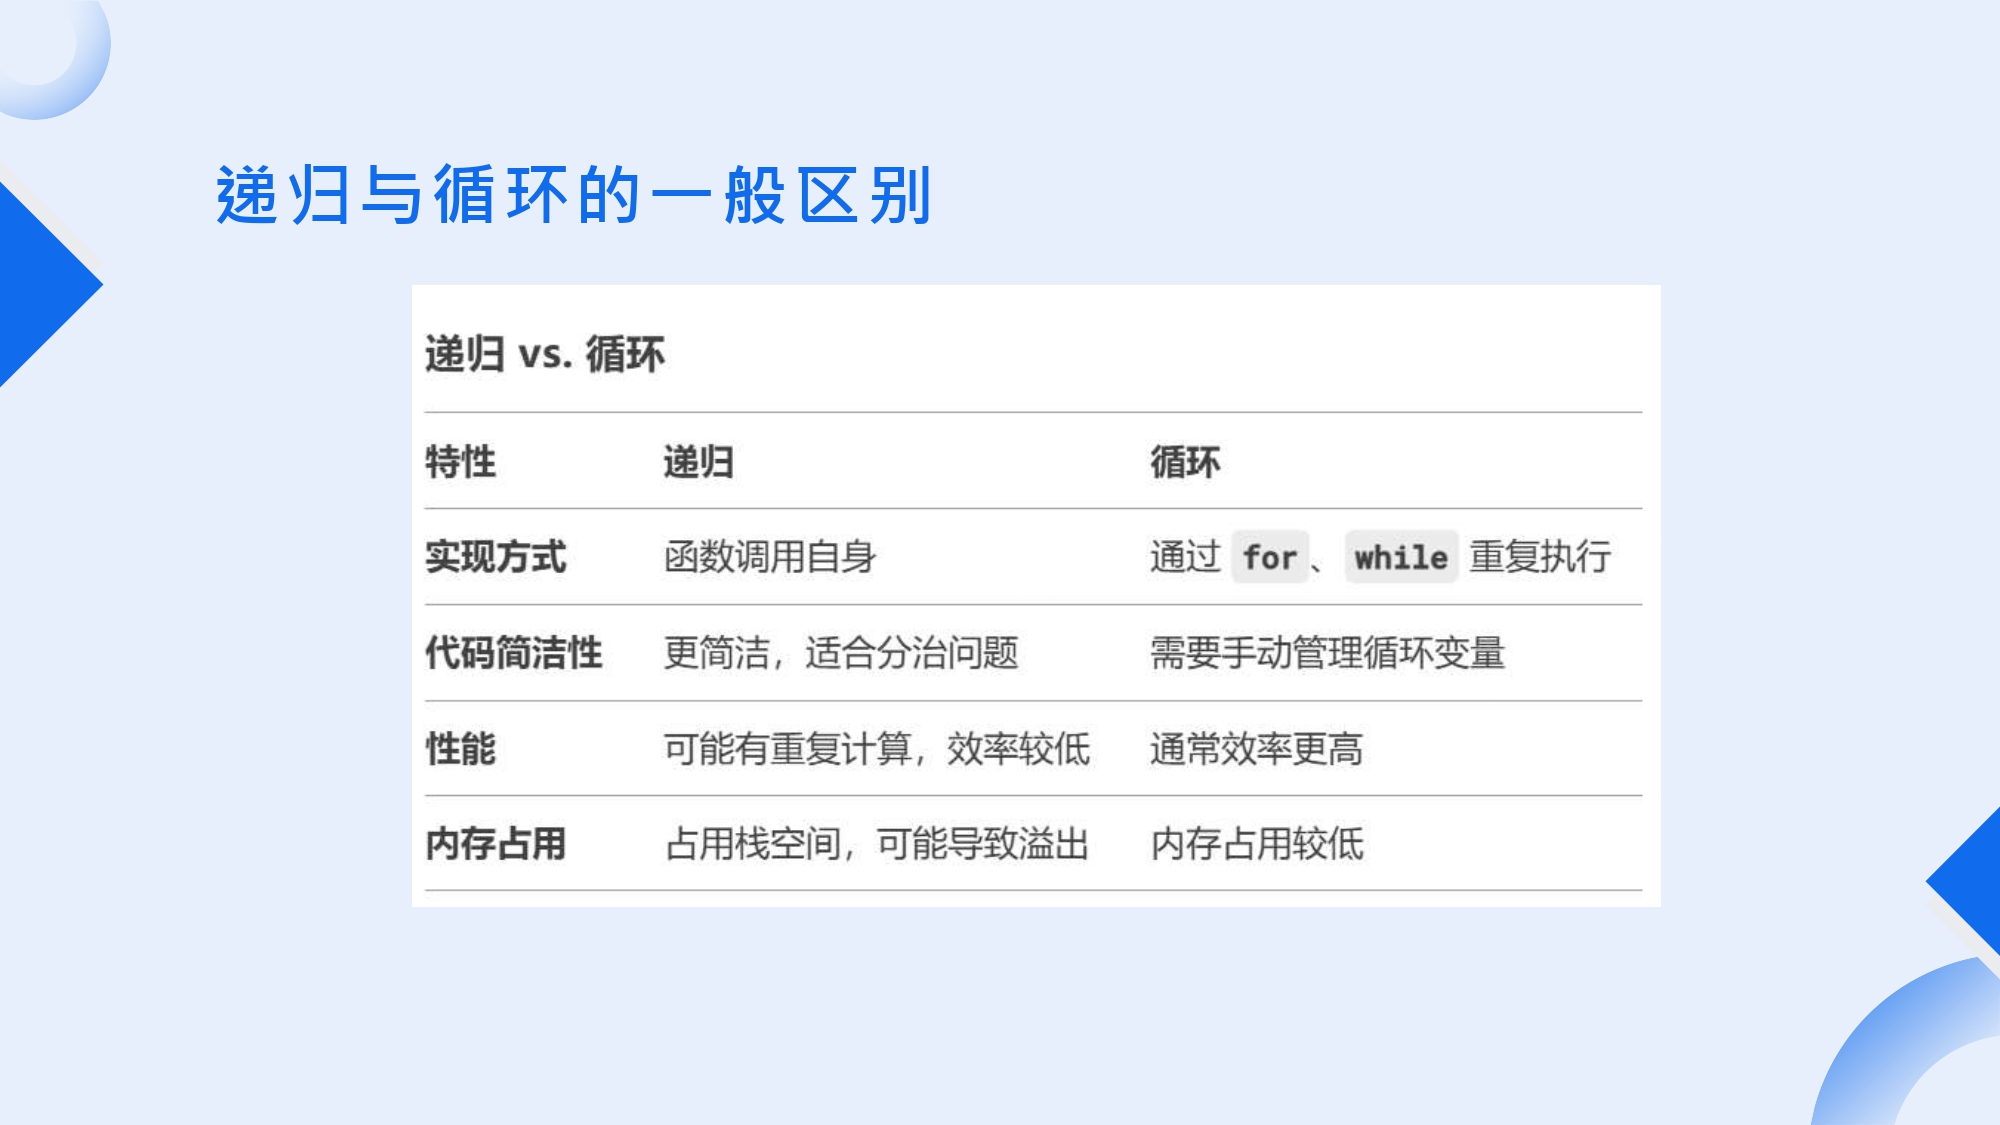 递归与循环的一般区别
递归 vs. 循环
特性 递归 循环
实现方式 函数调用自身 通过 for、while 重复执行
代码简洁性 更简洁，适合分治问题 需要手动管理循环变量
性能 可能有重复计算，效率较低 通常效率更高
内存占用 占用栈空间，可能导致溢出 内存占用较低